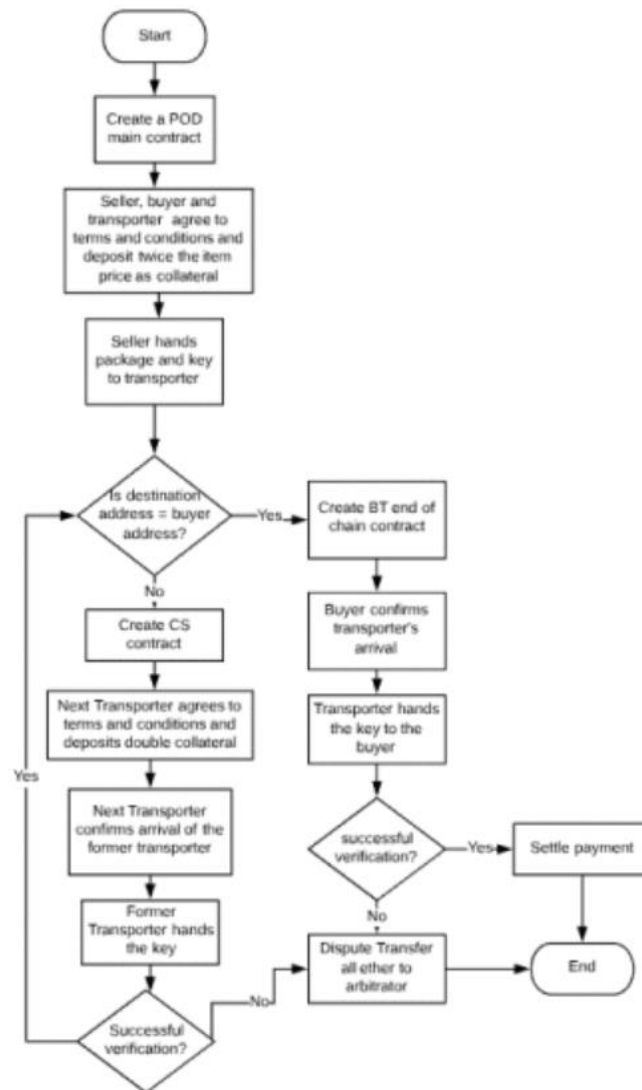 Start
Create a POD
main contract
Seller, buyer and
transporter agree to
terms and conditions and
deposit twice the item
price as collateral
Seller hands
package and key
to transporter
Is destination
address = buyer
address?
Yes
No
Create CS
contract
Next Transporter agrees to
terms and conditions and
deposits double collateral
Next Transporter
confirms arrival of the
former transporter
Former
Transporter hands
the key
Successful
verification?
Yes
No
Create BT end of
chain contract
Buyer confirms
transporter's
arrival
Transporter hands
the key to the
buyer
successful
verification?
Yes
No
Settle payment
Dispute Transfer
all ether to
arbitrator
End